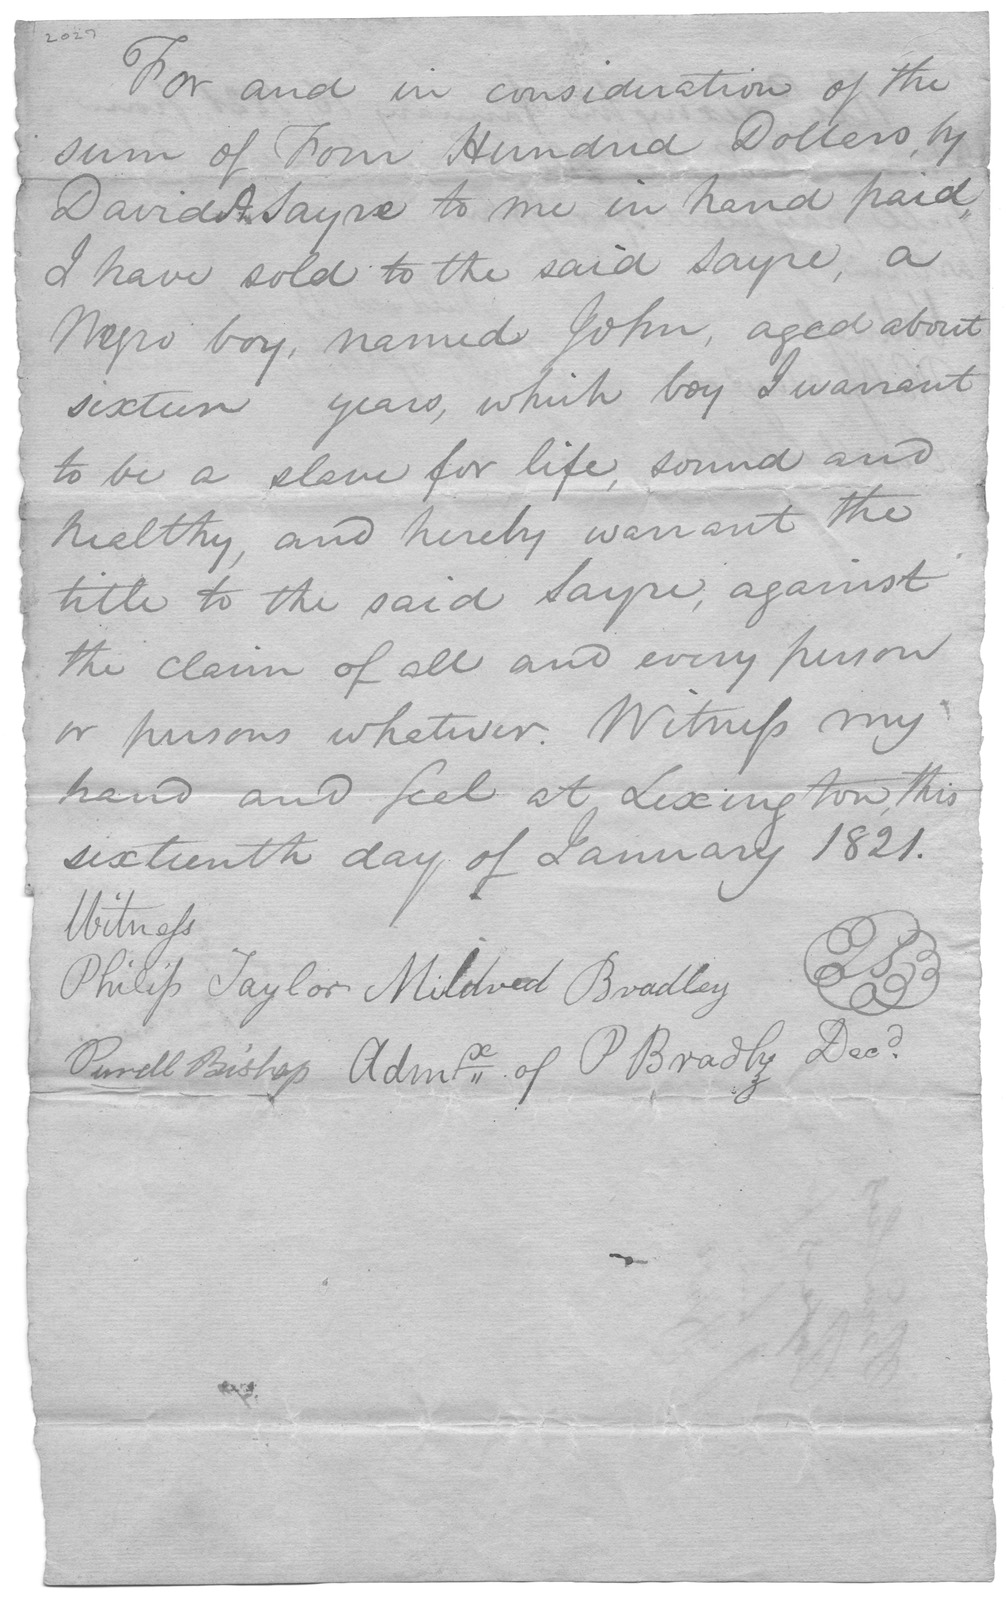 2027
For and in consideration of the
sum of Four Hundred Dollers, by
David A. Sayre to me in hand paid,
I have sold to the said Sayre, a
Negro boy, named John, aged about
sixteen years, which boy I warrant
to be a slave for life, sound and
healthy, and hereby warrant the
title to the said Sayre, against
the claim of all and every person
or persons whatever. Witness my
hand and seel at Lexington, this
sixteenth day of January 1821.
Witness
Philip Taylor Mildred Bradley
Bishop Admx of P Bradly Decd.